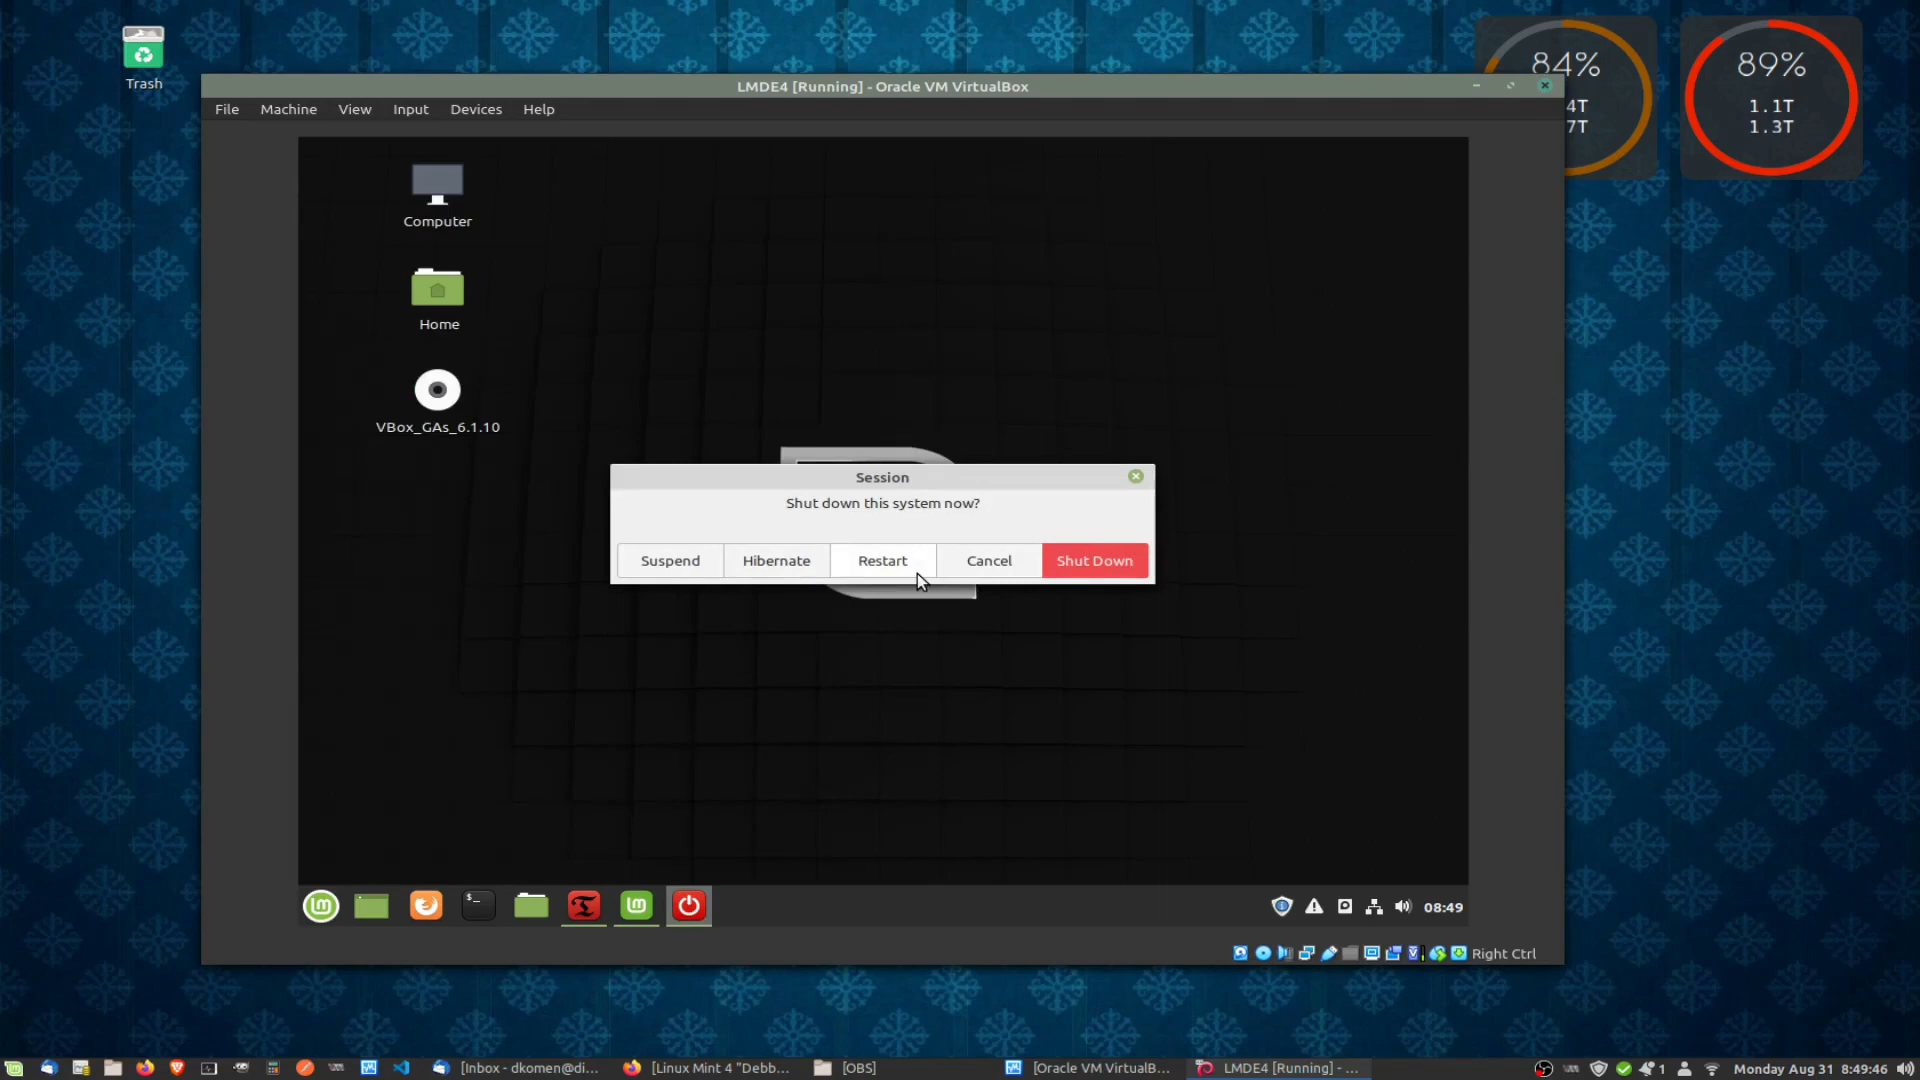 Trash
84%
4T
7T
89%
1.1T
1.3T
LMDE4 [Running] - Oracle VM VirtualBox
File Machine View Input Devices Help
Computer
Home
VBox_GAs_6.1.10
Session
Shut down this system now?
Suspend Hibernate Restart Cancel Shut Down
08:49
Right Ctrl
[Inbox - dkomen@di... [Linux Mint 4 "Debb... [OBS] [Oracle VM VirtualB... LMDE4 [Running] - ... 1 Monday Aug 31 8:49:46